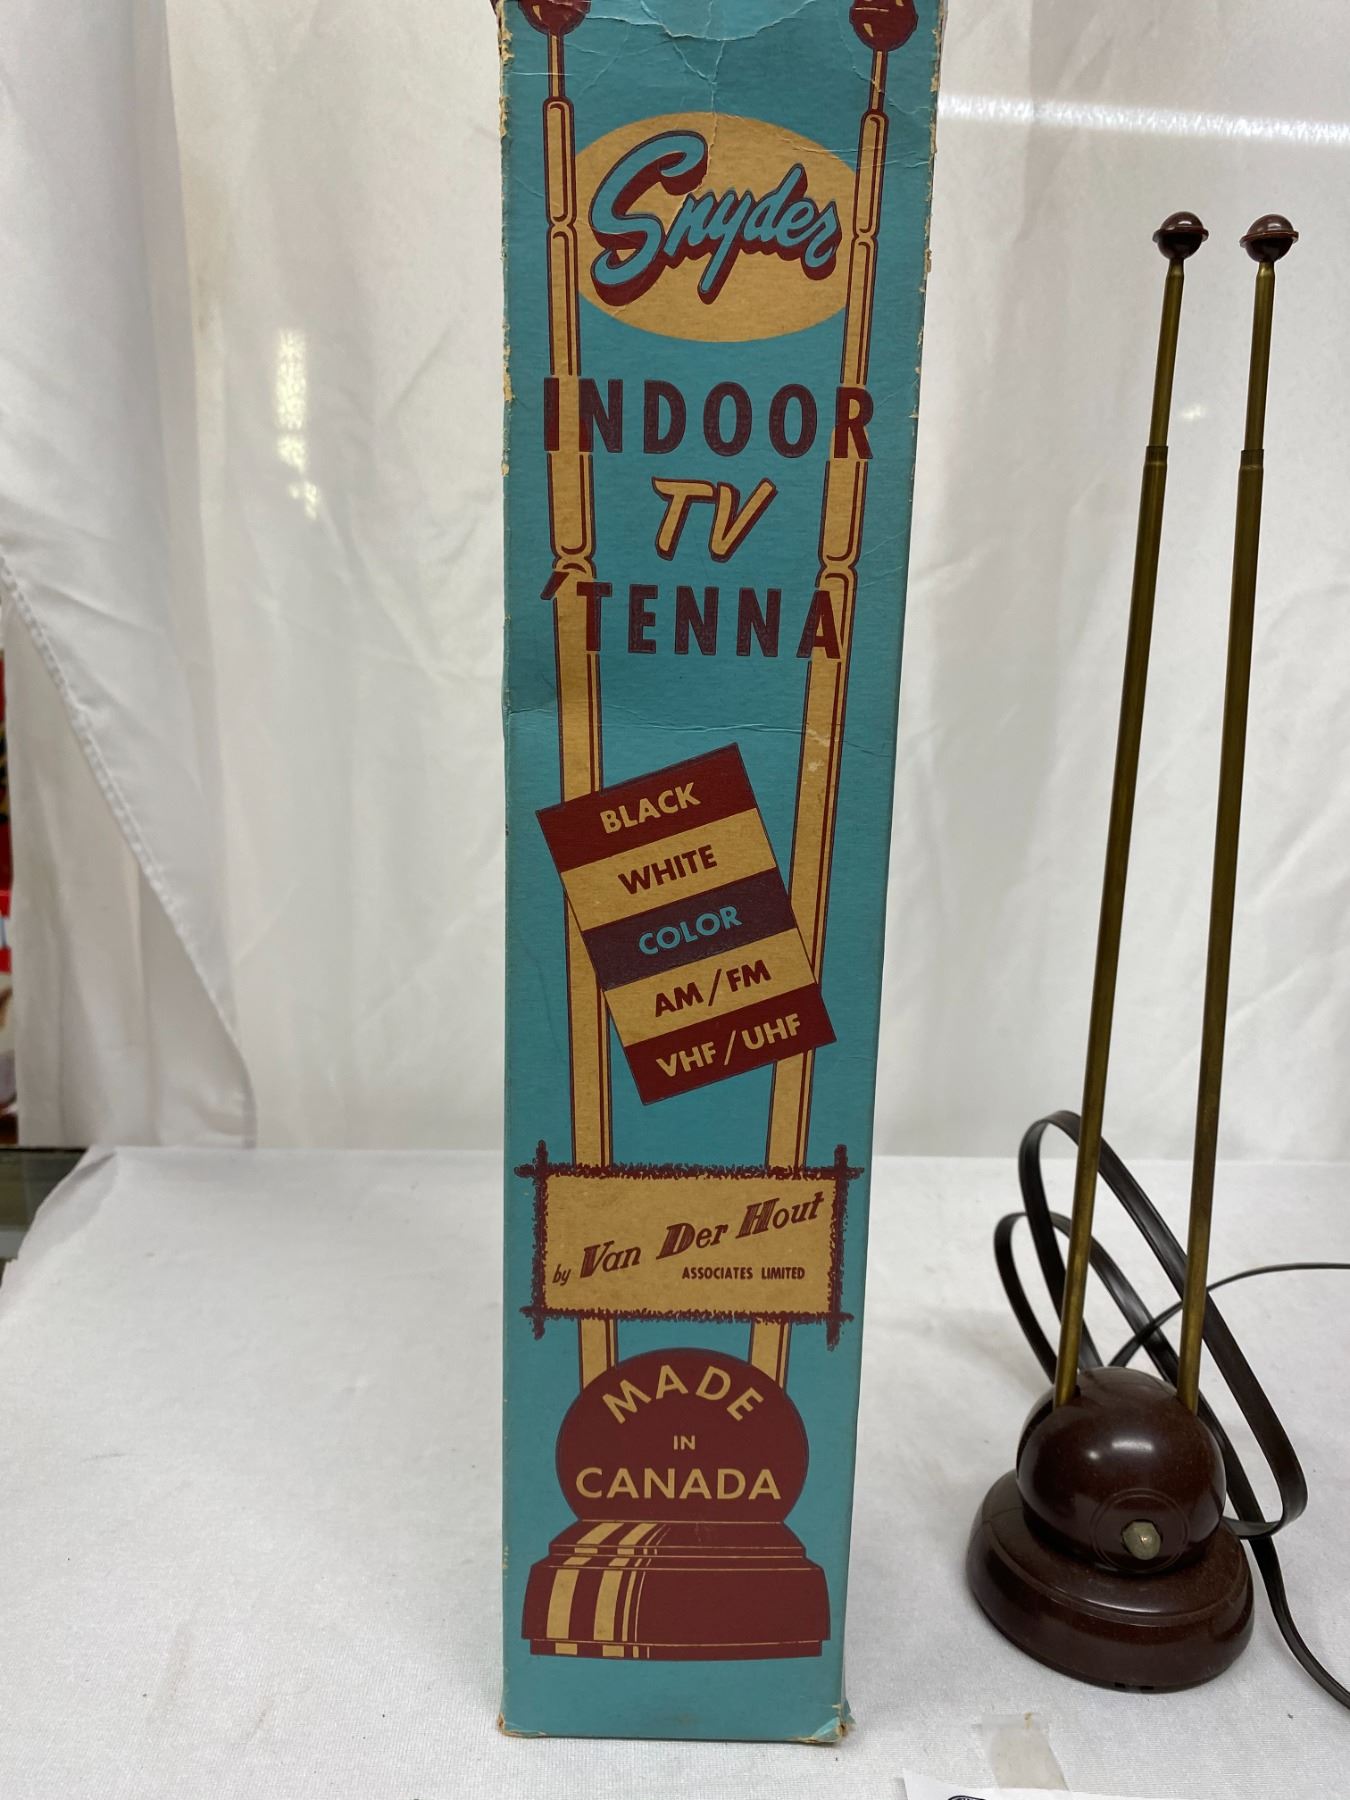 Snyder
INDOOR
TV
'TENNA
BLACK
WHITE
COLOR
AM/FM
VHF/UHF
by Van Der Hout
ASSOCIATES LIMITED
MADE
IN
CANADA